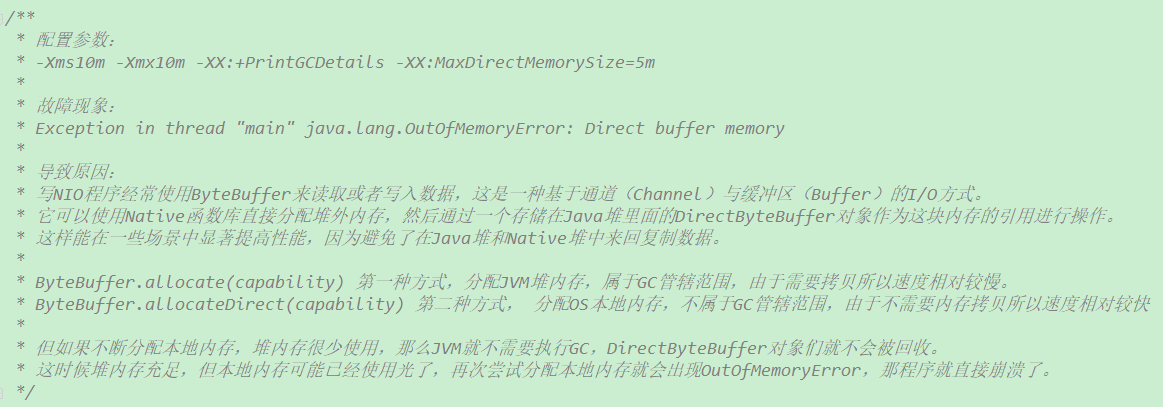 /**
* 配置参数：
* -Xms10m -Xmx10m -XX:+PrintGCDetails -XX:MaxDirectMemorySize=5m
*
* 故障现象：
* Exception in thread "main" java.lang.OutOfMemoryError: Direct buffer memory
*
* 导致原因：
* 写NIO程序经常使用ByteBuffer来读取或者写入数据，这是一种基于通道（Channel）与缓冲区（Buffer）的I/O方式。
* 它可以使用Native函数库直接分配堆外内存，然后通过一个存储在Java堆里面的DirectByteBuffer对象作为这块内存的引用进行操作。
* 这样能在一些场景中显著提高性能，因为避免了在Java堆和Native堆中来回复制数据。
*
* ByteBuffer.allocate(capability) 第一种方式，分配JVM堆内存，属于GC管辖范围，由于需要拷贝所以速度相对较慢。
* ByteBuffer.allocateDirect(capability) 第二种方式， 分配OS本地内存，不属于GC管辖范围，由于不需要内存拷贝所以速度相对较快
*
* 但如果不断分配本地内存，堆内存很少使用，那么JVM就不需要执行GC，DirectByteBuffer对象们就不会被回收。
* 这时候堆内存充足，但本地内存可能已经使用光了，再次尝试分配本地内存就会出现OutOfMemoryError，那程序就直接崩溃了。
*/